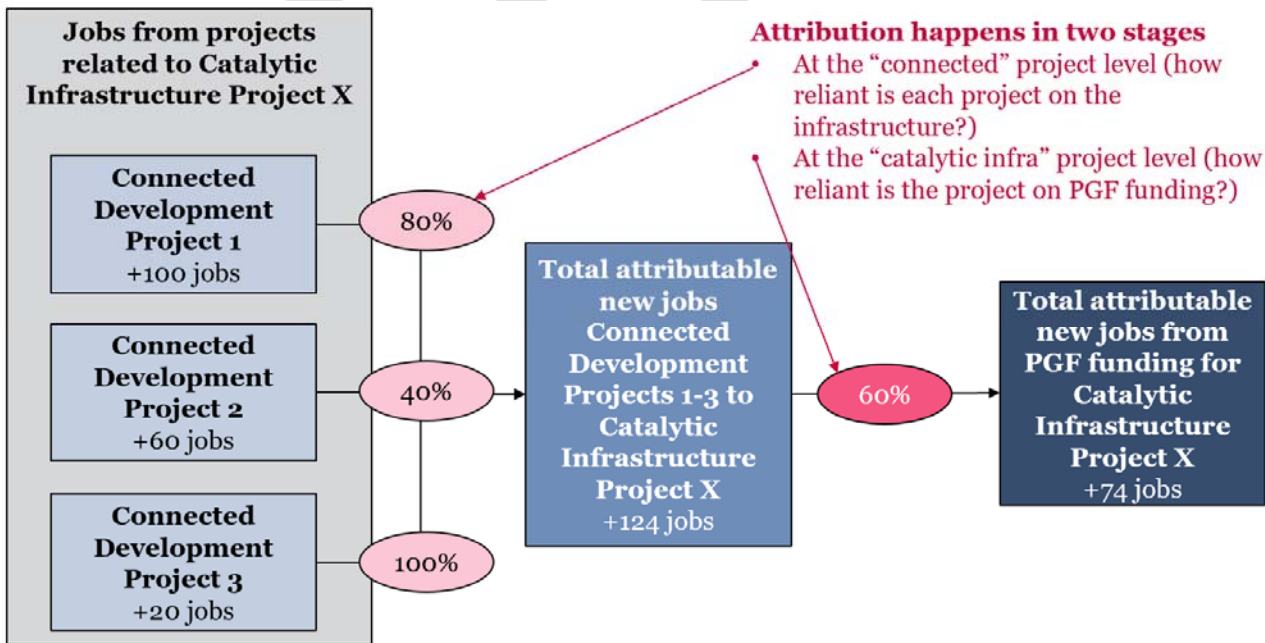 Jobs from projects
related to Catalytic
Infrastructure Project X
Connected
Development
Project 1
+100 jobs
Connected
Development
Project 2
+60 jobs
Connected
Development
Project 3
+20 jobs
80%
40%
100%
Attribution happens in two stages
• At the “connected” project level (how
reliant is each project on the
infrastructure?)
• At the “catalytic infra” project level (how
reliant is the project on PGF funding?)
Total attributable
new jobs
Connected
Development
Projects 1-3 to
Catalytic
Infrastructure
Project X
+124 jobs
60%
Total attributable
new jobs from
PGF funding for
Catalytic
Infrastructure
Project X
+74 jobs